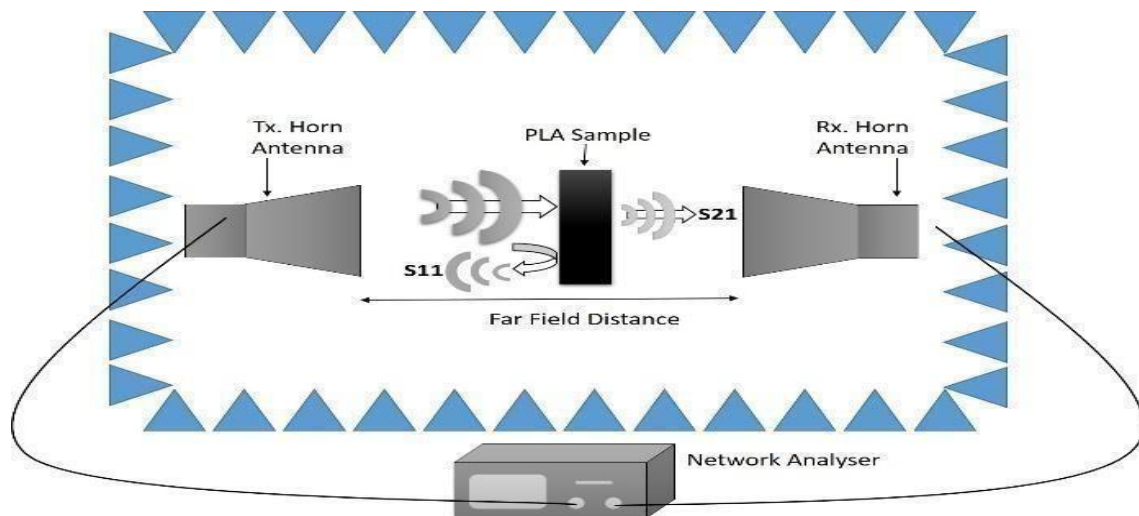 Tx. Horn
Antenna
PLA Sample
Rx. Horn
Antenna
S21
S11
Far Field Distance
Network Analyser